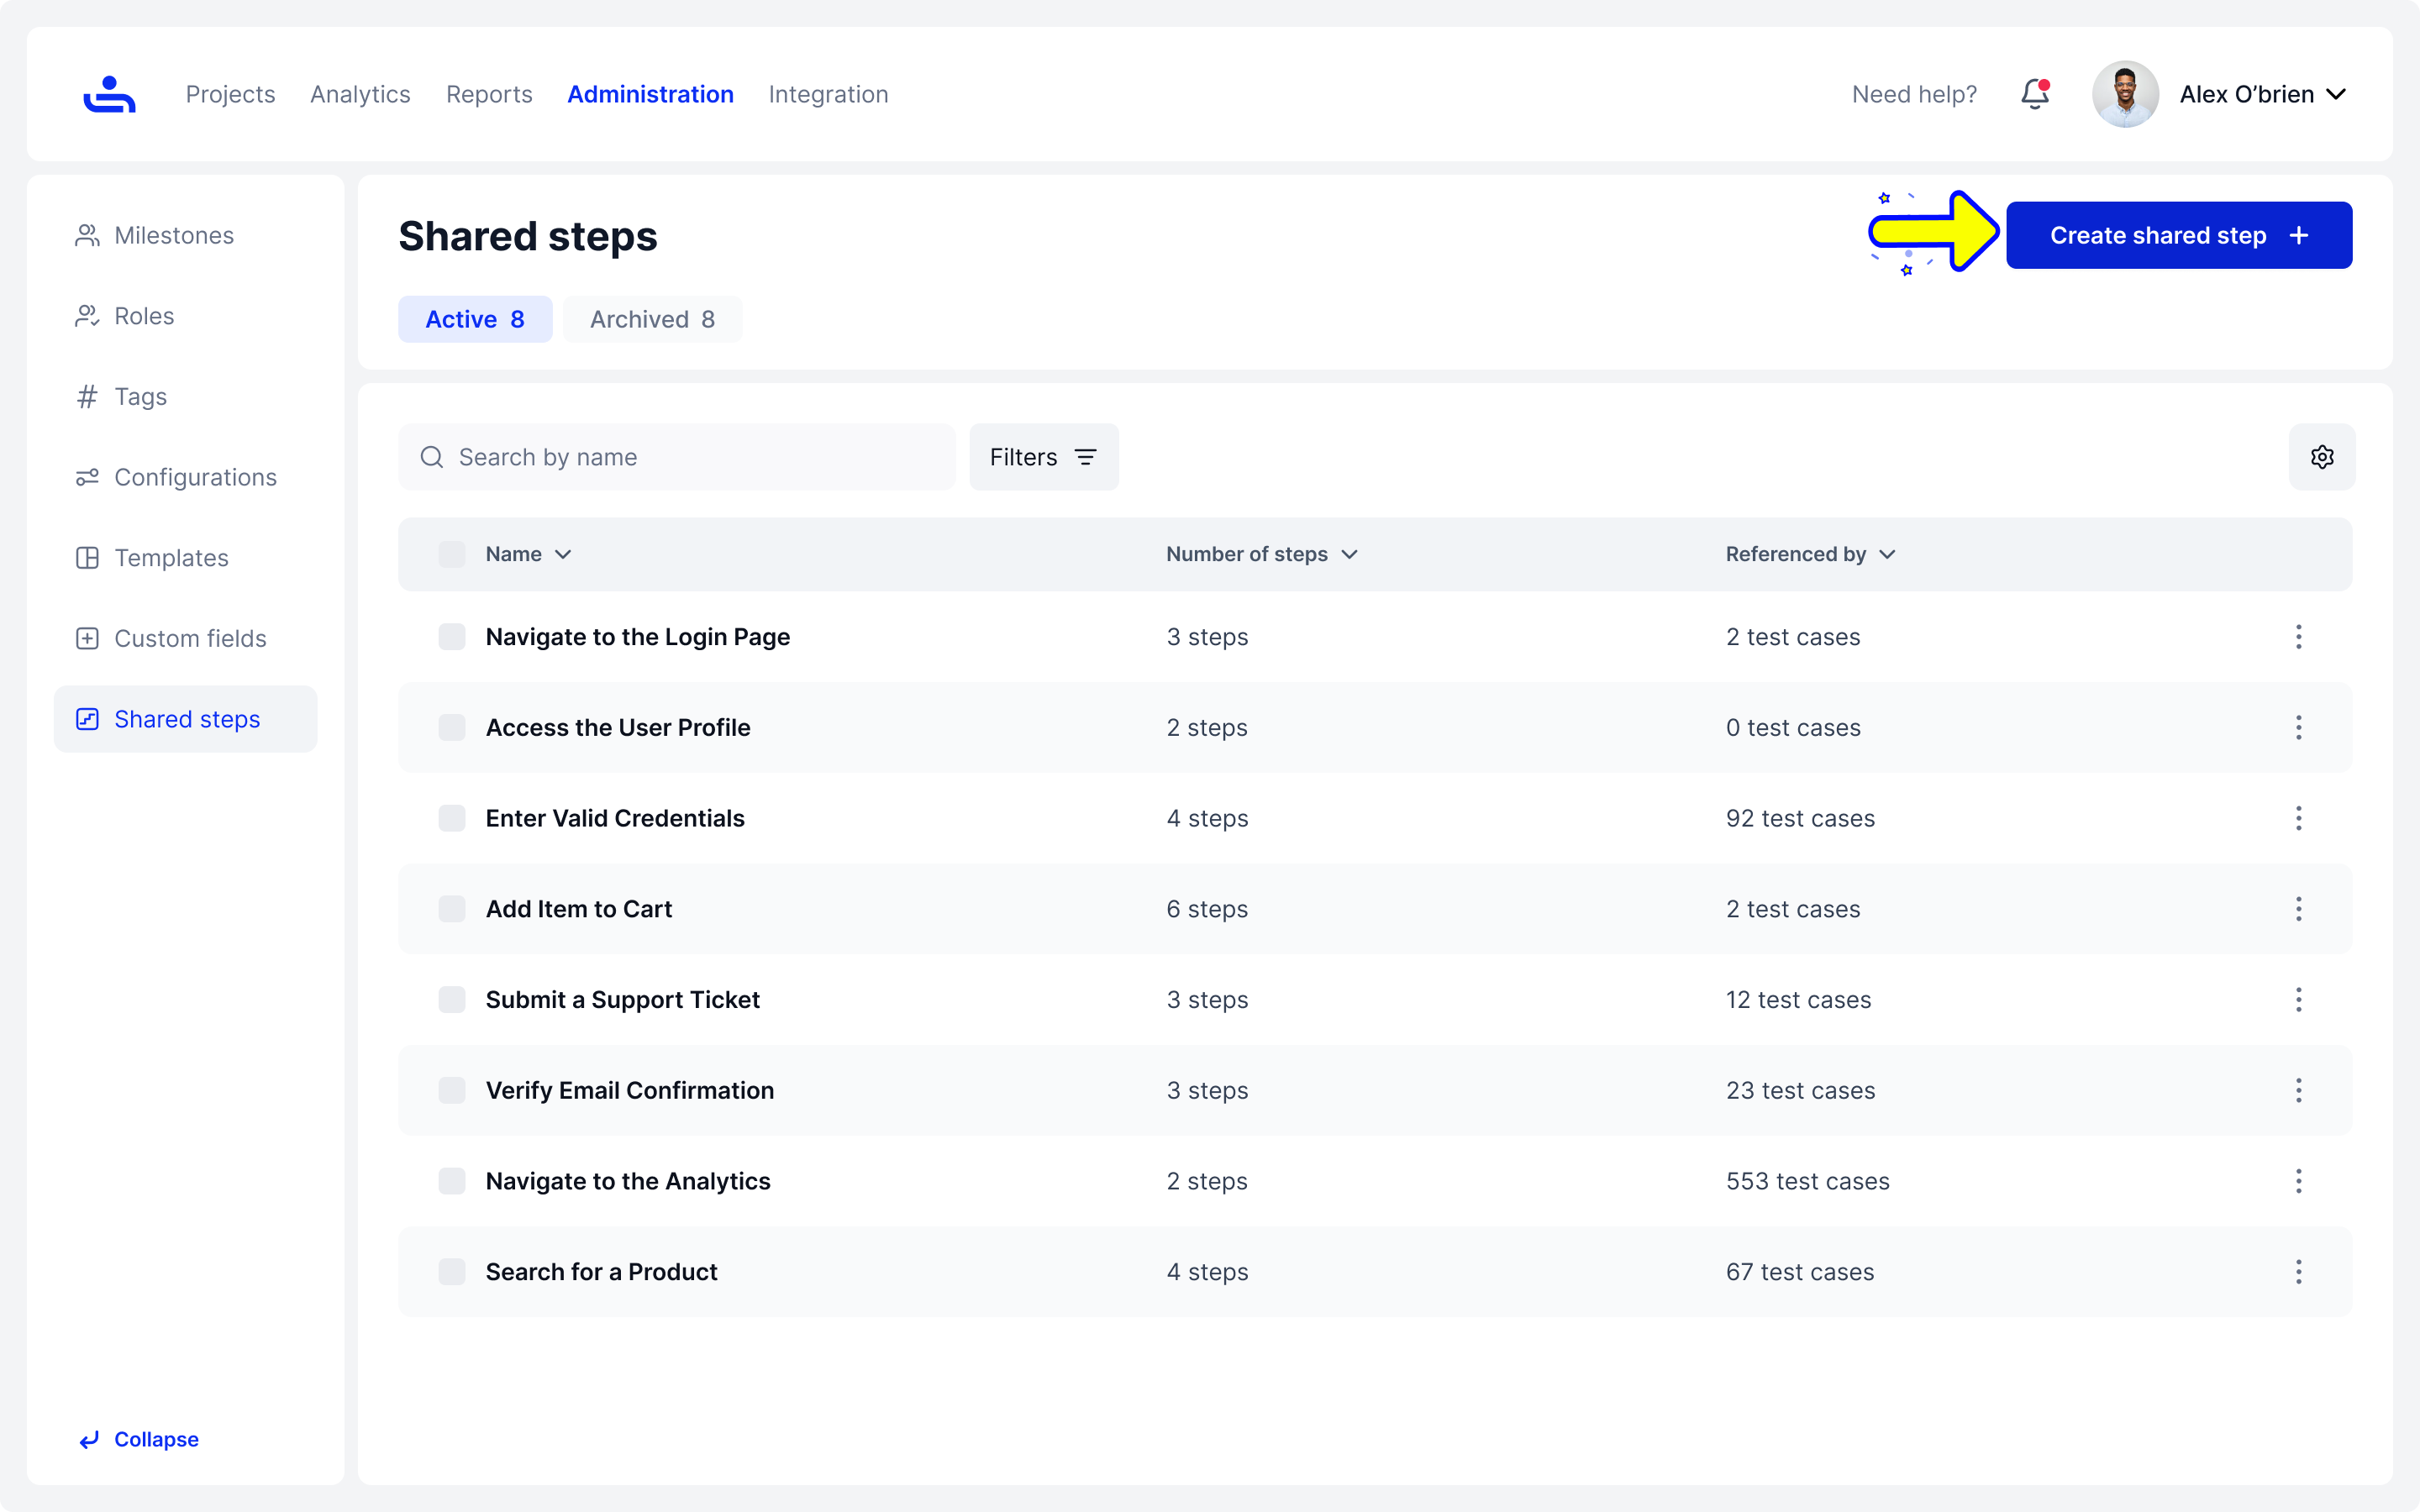 Projects Analytics Reports Administration Integration Need help? Alex O’brien
Milestones
Roles
Tags
Configurations
Templates
Custom fields
Shared steps
Collapse
Shared steps
Create shared step +
Active 8 Archived 8
Search by name Filters
Name Number of steps Referenced by
Navigate to the Login Page 3 steps 2 test cases
Access the User Profile 2 steps 0 test cases
Enter Valid Credentials 4 steps 92 test cases
Add Item to Cart 6 steps 2 test cases
Submit a Support Ticket 3 steps 12 test cases
Verify Email Confirmation 3 steps 23 test cases
Navigate to the Analytics 2 steps 553 test cases
Search for a Product 4 steps 67 test cases